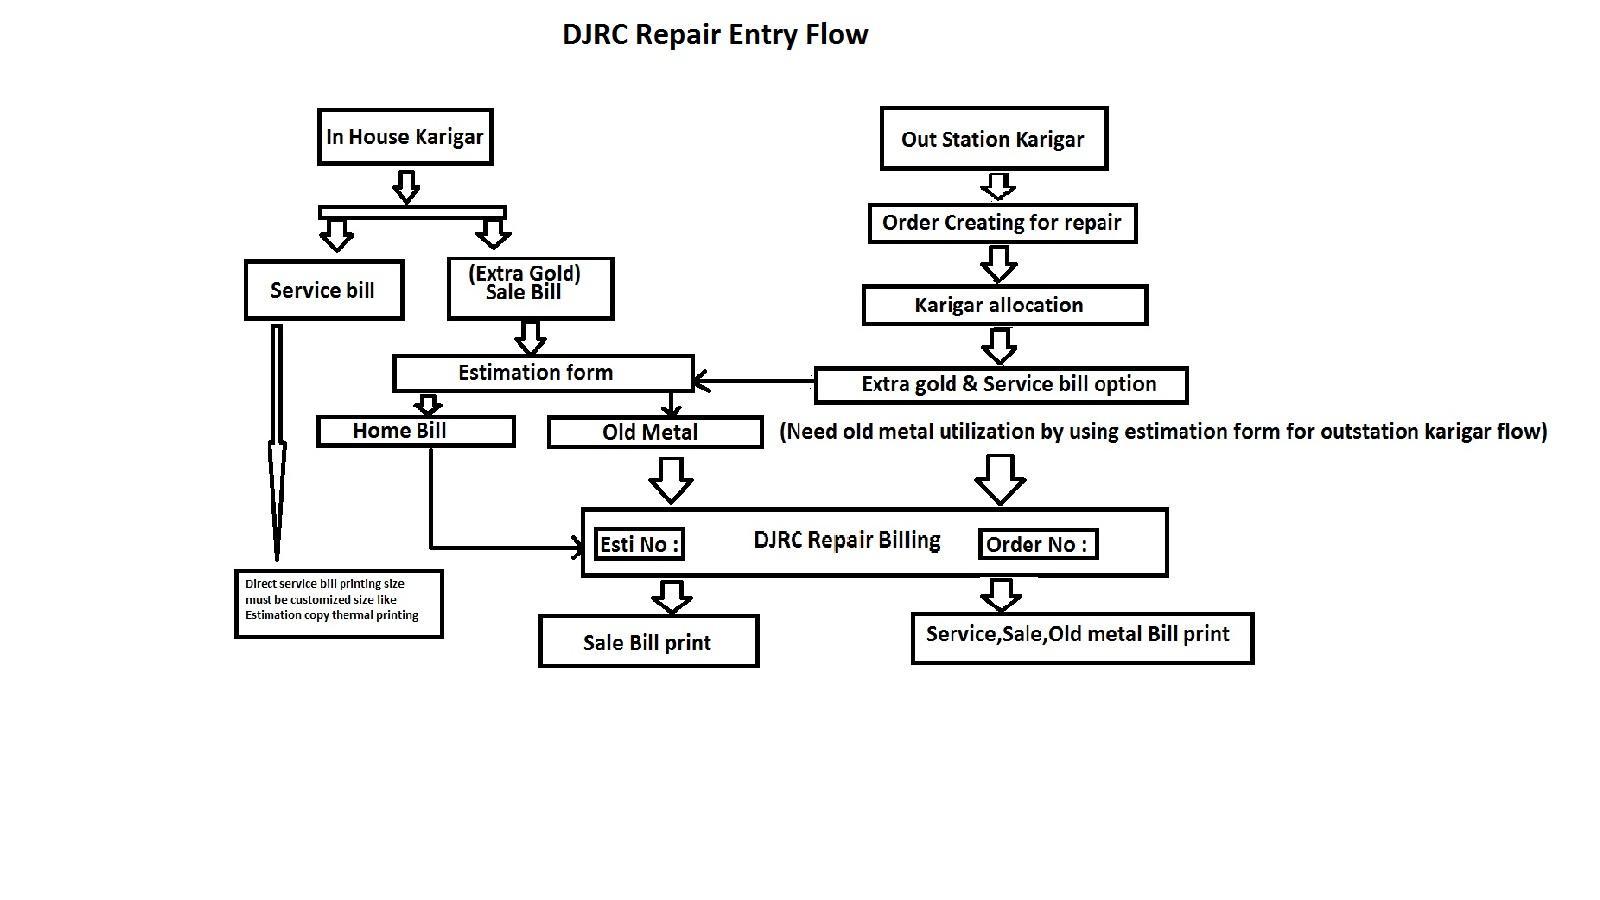 DJRC Repair Entry Flow
In House Karigar
Out Station Karigar
Order Creating for repair
Service bill
(Extra Gold)
Sale Bill
Karigar allocation
Estimation form
Extra gold & Service bill option
Home Bill
Old Metal
(Need old metal utilization by using estimation form for outstation karigar flow)
Esti No :
DJRC Repair Billing
Order No :
Direct service bill printing size
must be customized size like
Estimation copy thermal printing
Sale Bill print
Service,Sale,Old metal Bill print